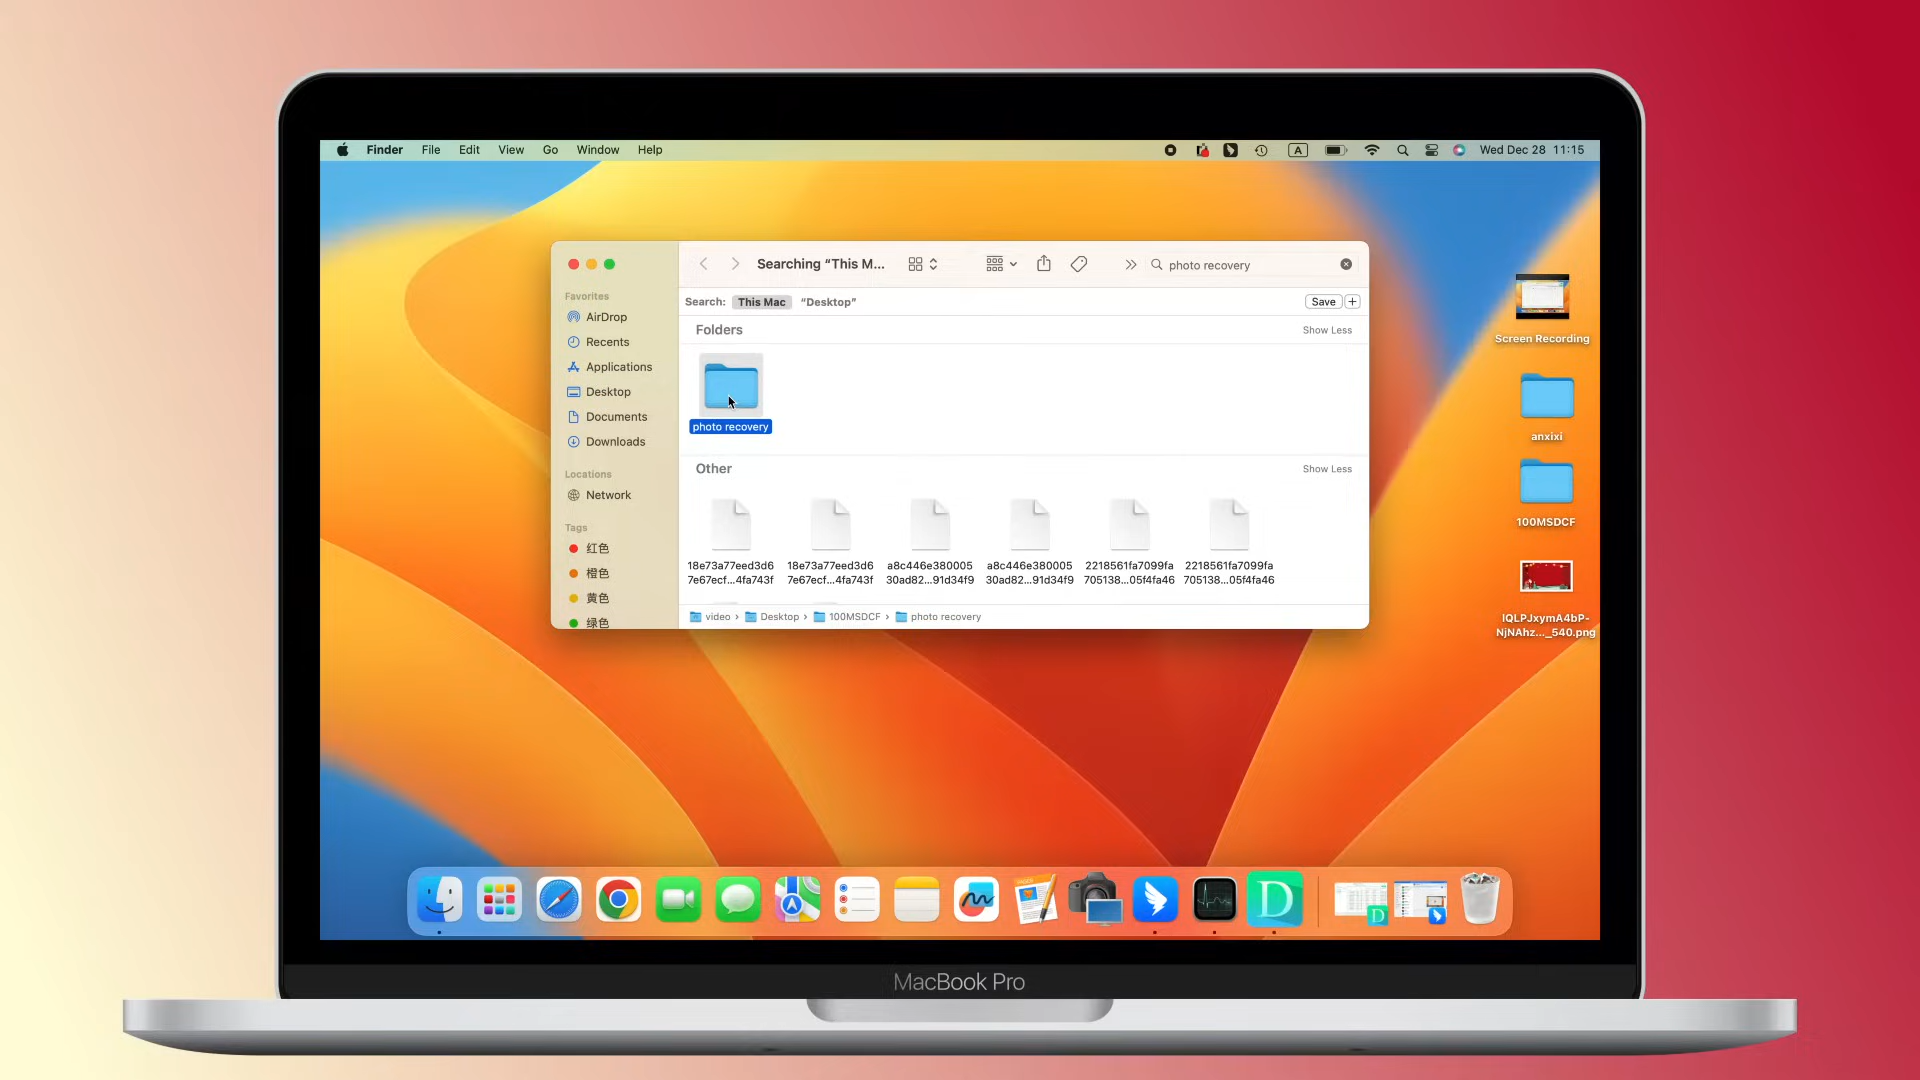 Finder File Edit View Go Window Help
A
Wed Dec 28 11:15
Searching “This M...
photo recovery
Search: This Mac “Desktop”
Save +
Favorites
AirDrop
Recents
Applications
Desktop
Documents
Downloads
Locations
Network
Tags
红色
橙色
黄色
绿色
Folders
Show Less
photo recovery
Other
Show Less
18e73a77eed3d6
7e67ecf...4fa743f
18e73a77eed3d6
7e67ecf...4fa743f
a8c446e380005
30ad82...91d34f9
a8c446e380005
30ad82...91d34f9
2218561fa7099fa
705138...05f4fa46
2218561fa7099fa
705138...05f4fa46
video › Desktop › 100MSDCF › photo recovery
Screen Recording
anxixi
100MSDCF
IQLPJxymA4bP-
NjNAhz..._540.png
D
D
MacBook Pro